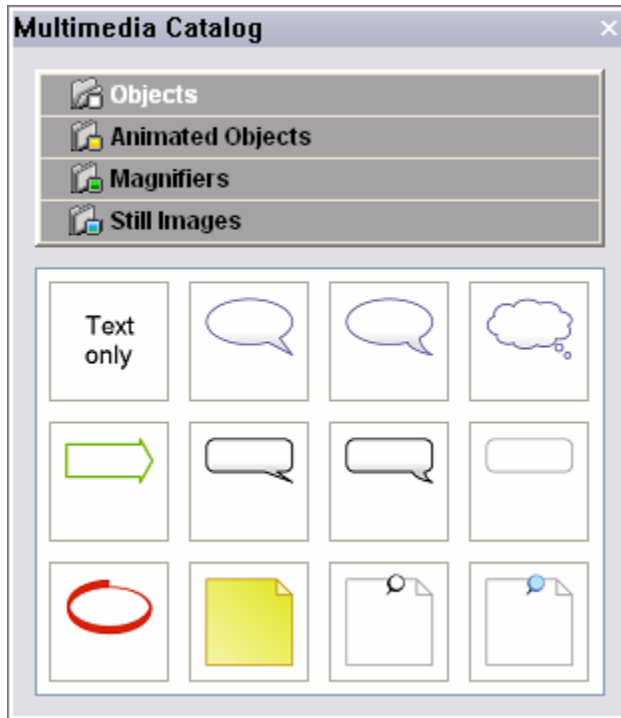 Multimedia Catalog
Objects
Animated Objects
Magnifiers
Still Images
Text
only